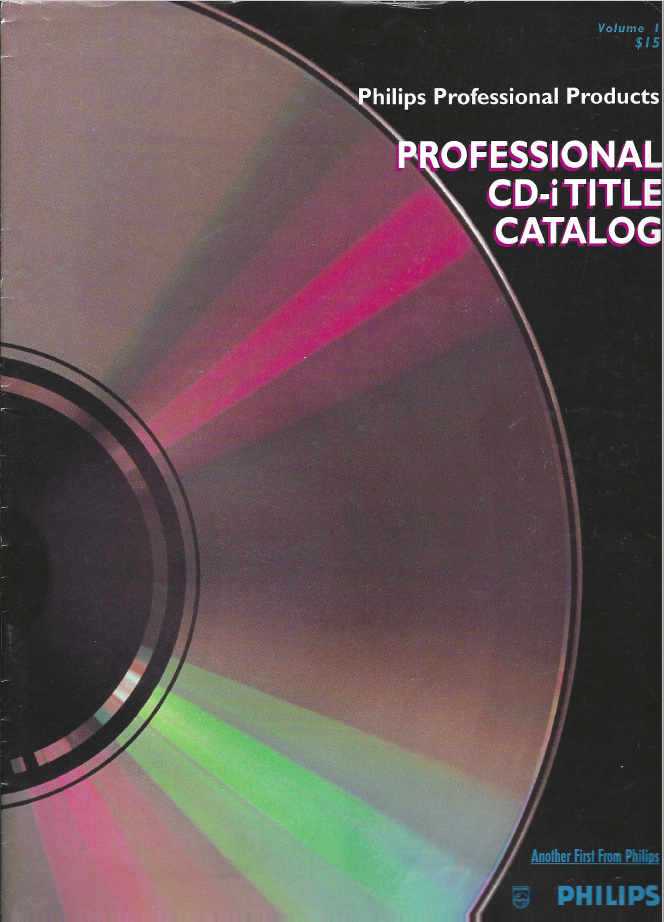 Volume 1
$15
Philips Professional Products
PROFESSIONAL
CD-i TITLE
CATALOG
Another First From Philips
PHILIPS